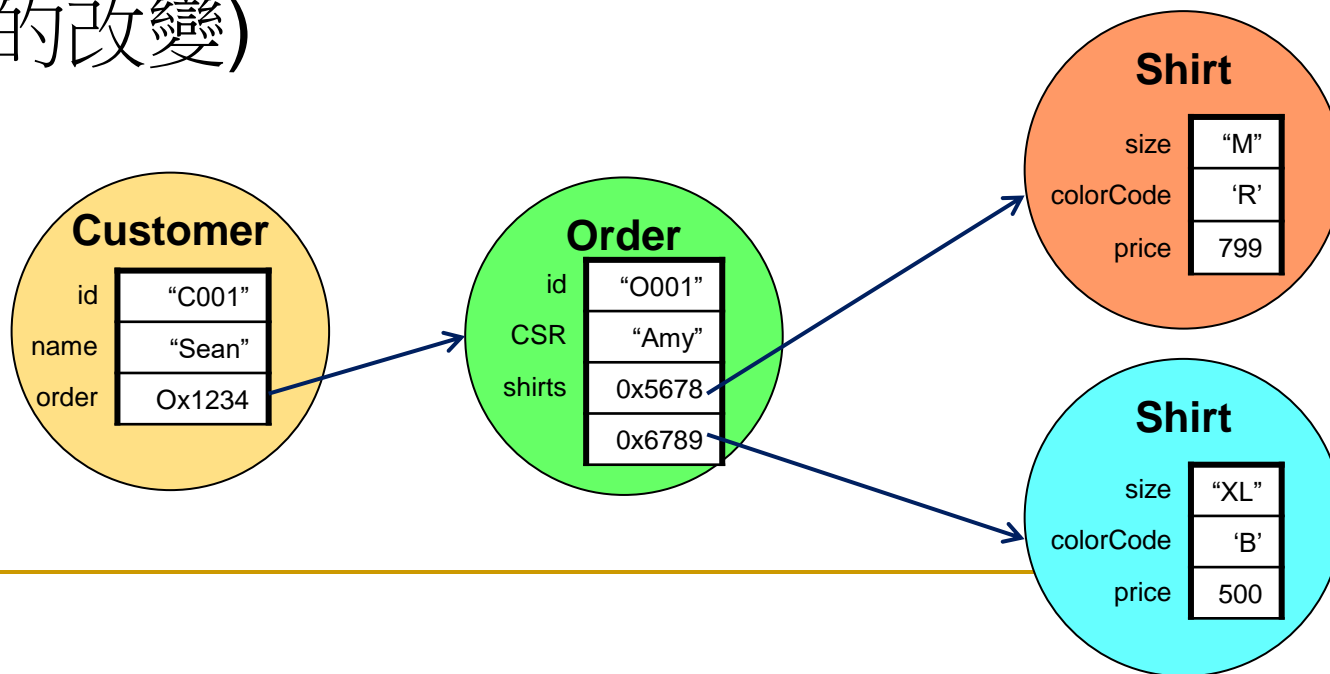 的改變)
Customer
id “C001”
name “Sean”
order Ox1234
Order
id “O001”
CSR “Amy”
shirts 0x5678
0x6789
Shirt
size “M”
colorCode ‘R’
price 799
Shirt
size “XL”
colorCode ‘B’
price 500